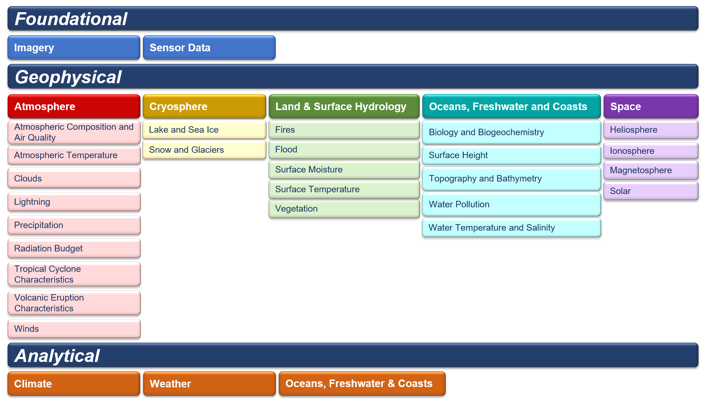 Foundational
Imagery
Sensor Data
Geophysical
Atmosphere
Atmospheric Composition and
Air Quality
Atmospheric Temperature
Clouds
Lightning
Precipitation
Radiation Budget
Tropical Cyclone
Characteristics
Volcanic Eruption
Characteristics
Winds
Cryosphere
Lake and Sea Ice
Snow and Glaciers
Land & Surface Hydrology
Fires
Flood
Surface Moisture
Surface Temperature
Vegetation
Oceans, Freshwater and Coasts
Biology and Biogeochemistry
Surface Height
Topography and Bathymetry
Water Pollution
Water Temperature and Salinity
Space
Heliosphere
Ionosphere
Magnetosphere
Solar
Analytical
Climate
Weather
Oceans, Freshwater & Coasts